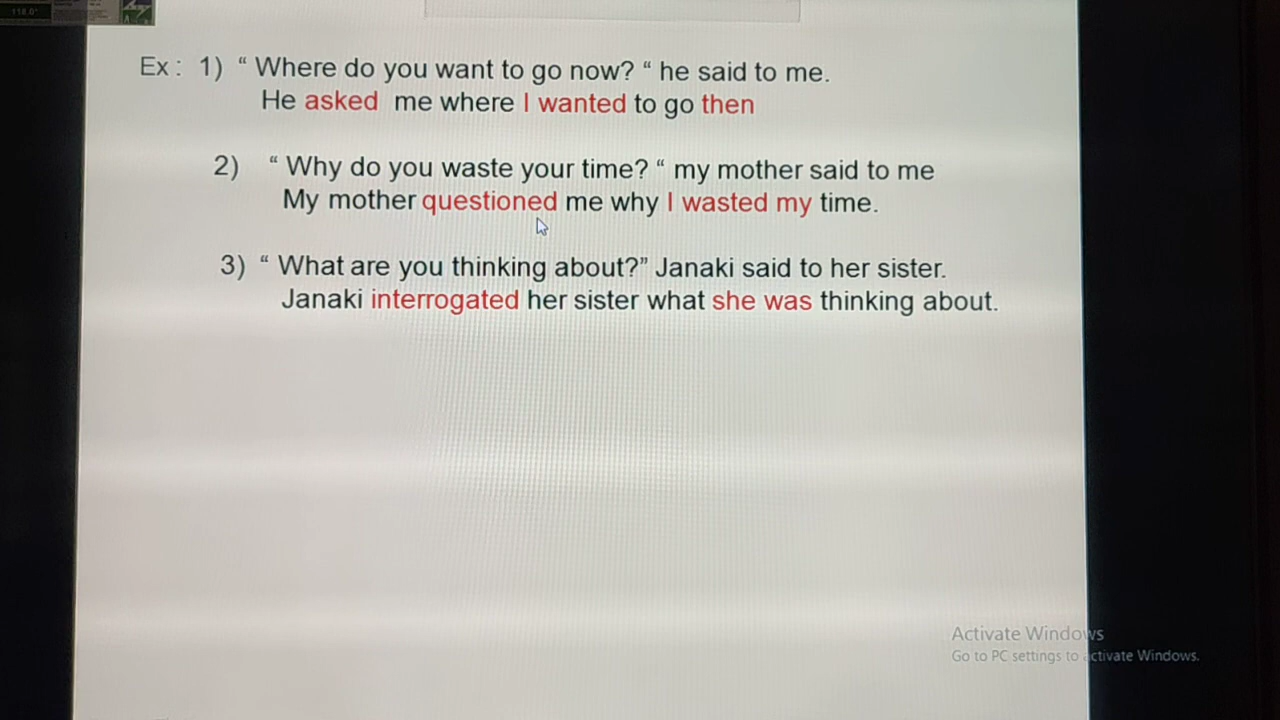 118.0°
Ex : 1) “ Where do you want to go now? “ he said to me.
He asked me where I wanted to go then
2) “ Why do you waste your time? “ my mother said to me
My mother questioned me why I wasted my time.
3) “ What are you thinking about?” Janaki said to her sister.
Janaki interrogated her sister what she was thinking about.
Activate Windows
Go to PC settings to activate Windows.